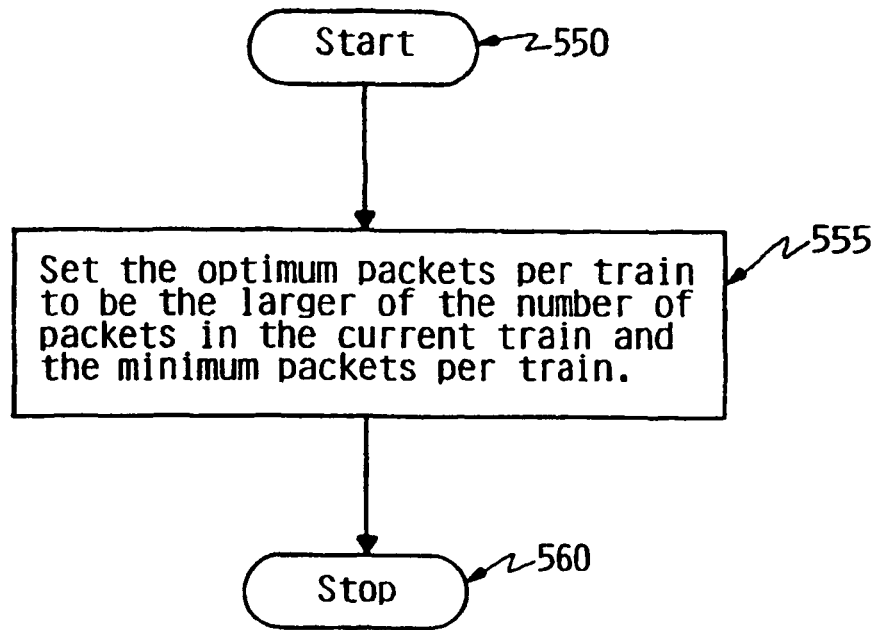 Start
550
Set the optimum packets per train
to be the larger of the number of
packets in the current train and
the minimum packets per train.
555
Stop
560